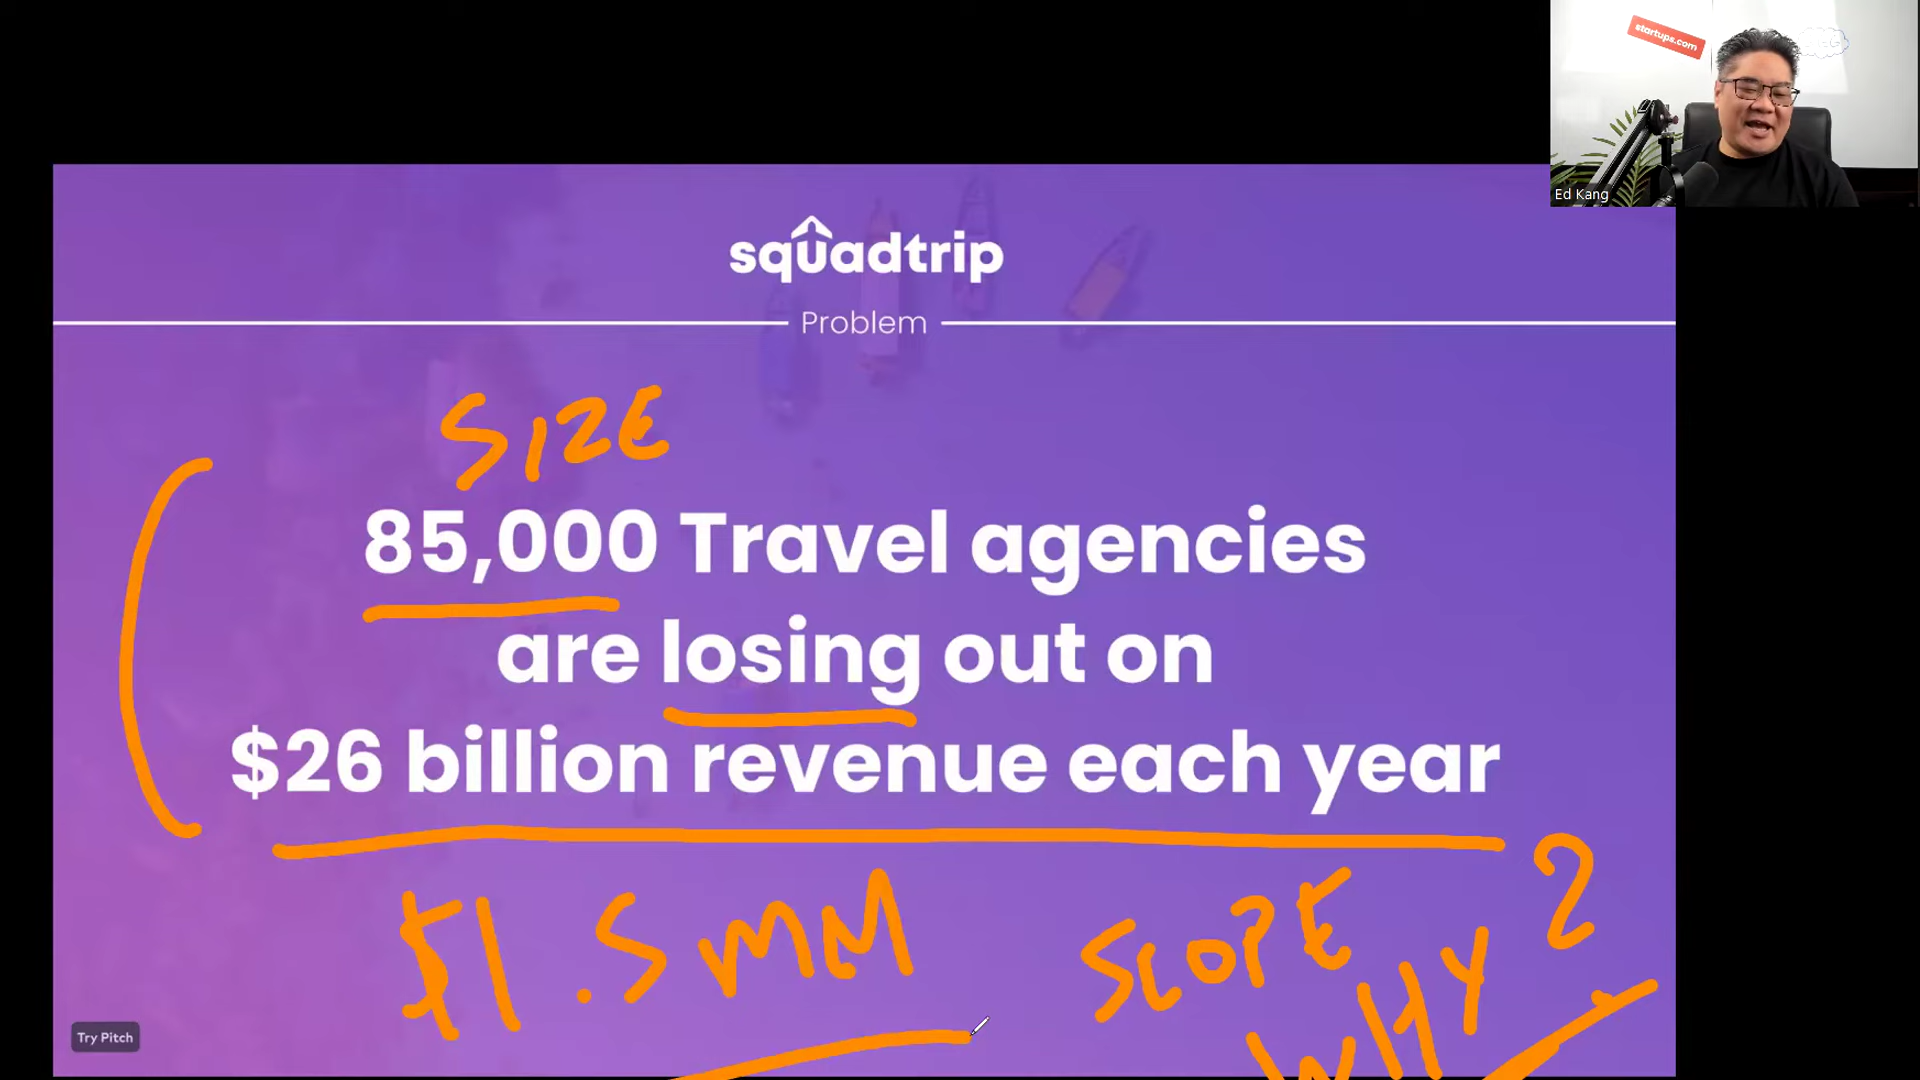 startups.com
Ed Kang
squadtrip
Problem
SIZE
85,000 Travel agencies
are losing out on
$26 billion revenue each year
$1.5MM
SCOPE
WHY?
Try Pitch